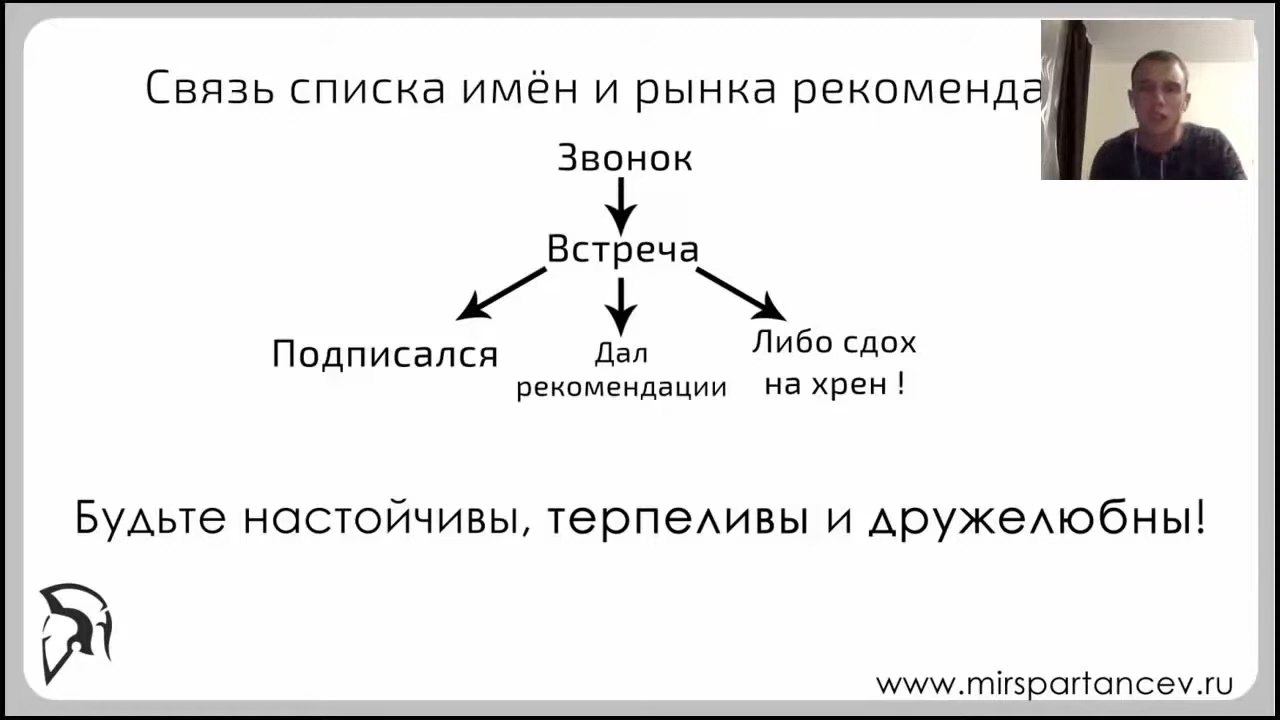 Связь списка имён и рынка рекоменда
Звонок
Встреча
Подписался
Дал
рекомендации
Либо сдох
на хрен !
Будьте настойчивы, терпеливы и дружелюбны!
www.mirspartancev.ru